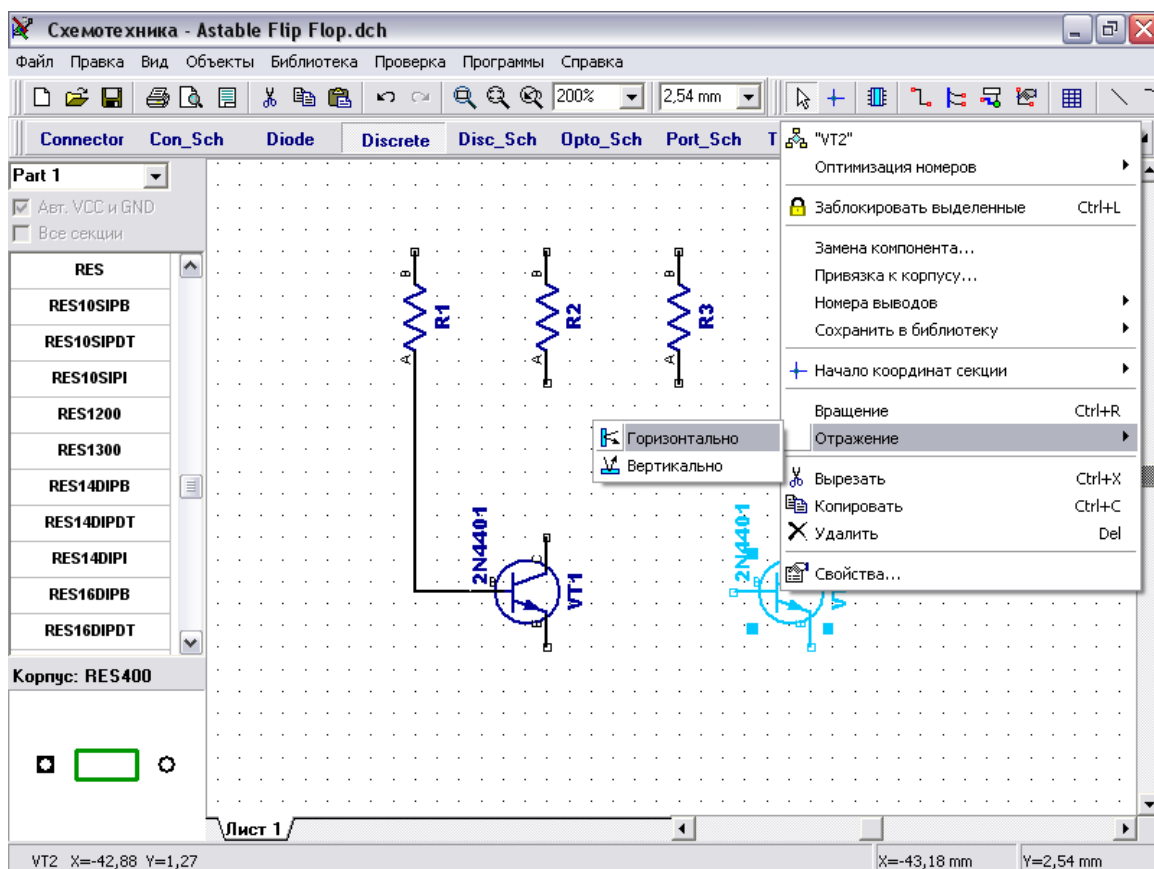 Схемотехника - Astable Flip Flop.dch
Файл Правка Вид Объекты Библиотека Проверка Программы Справка
200% 2,54 mm
Connector Con_Sch Diode Discrete Disc_Sch Opto_Sch Port_Sch T
Part 1
Авт. VCC и GND
Все секции
RES
RES10SIPB
RES10SIPDT
RES10SIPI
RES1200
RES1300
RES14DIPB
RES14DIPDT
RES14DIPI
RES16DIPB
RES16DIPDT
Корпус: RES400
B R1 A
B R2 A
B R3 A
2N4401 B C E VT1
2N4401 B E
"VT2"
Оптимизация номеров
Заблокировать выделенные Ctrl+L
Замена компонента...
Привязка к корпусу...
Номера выводов
Сохранить в библиотеку
Начало координат секции
Вращение Ctrl+R
Отражение
Горизонтально
Вертикально
Вырезать Ctrl+X
Копировать Ctrl+C
Удалить Del
Свойства...
Лист 1
VT2 X=-42,88 Y=1,27
X=-43,18 mm
Y=2,54 mm